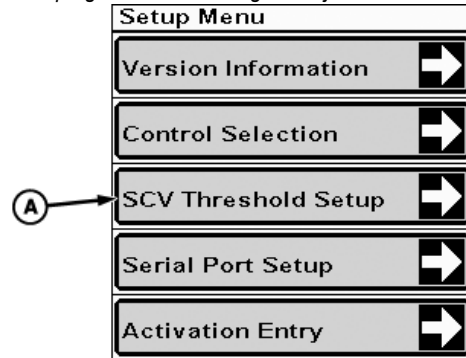 Setup Menu
Version Information
Control Selection
A
SCV Threshold Setup
Serial Port Setup
Activation Entry